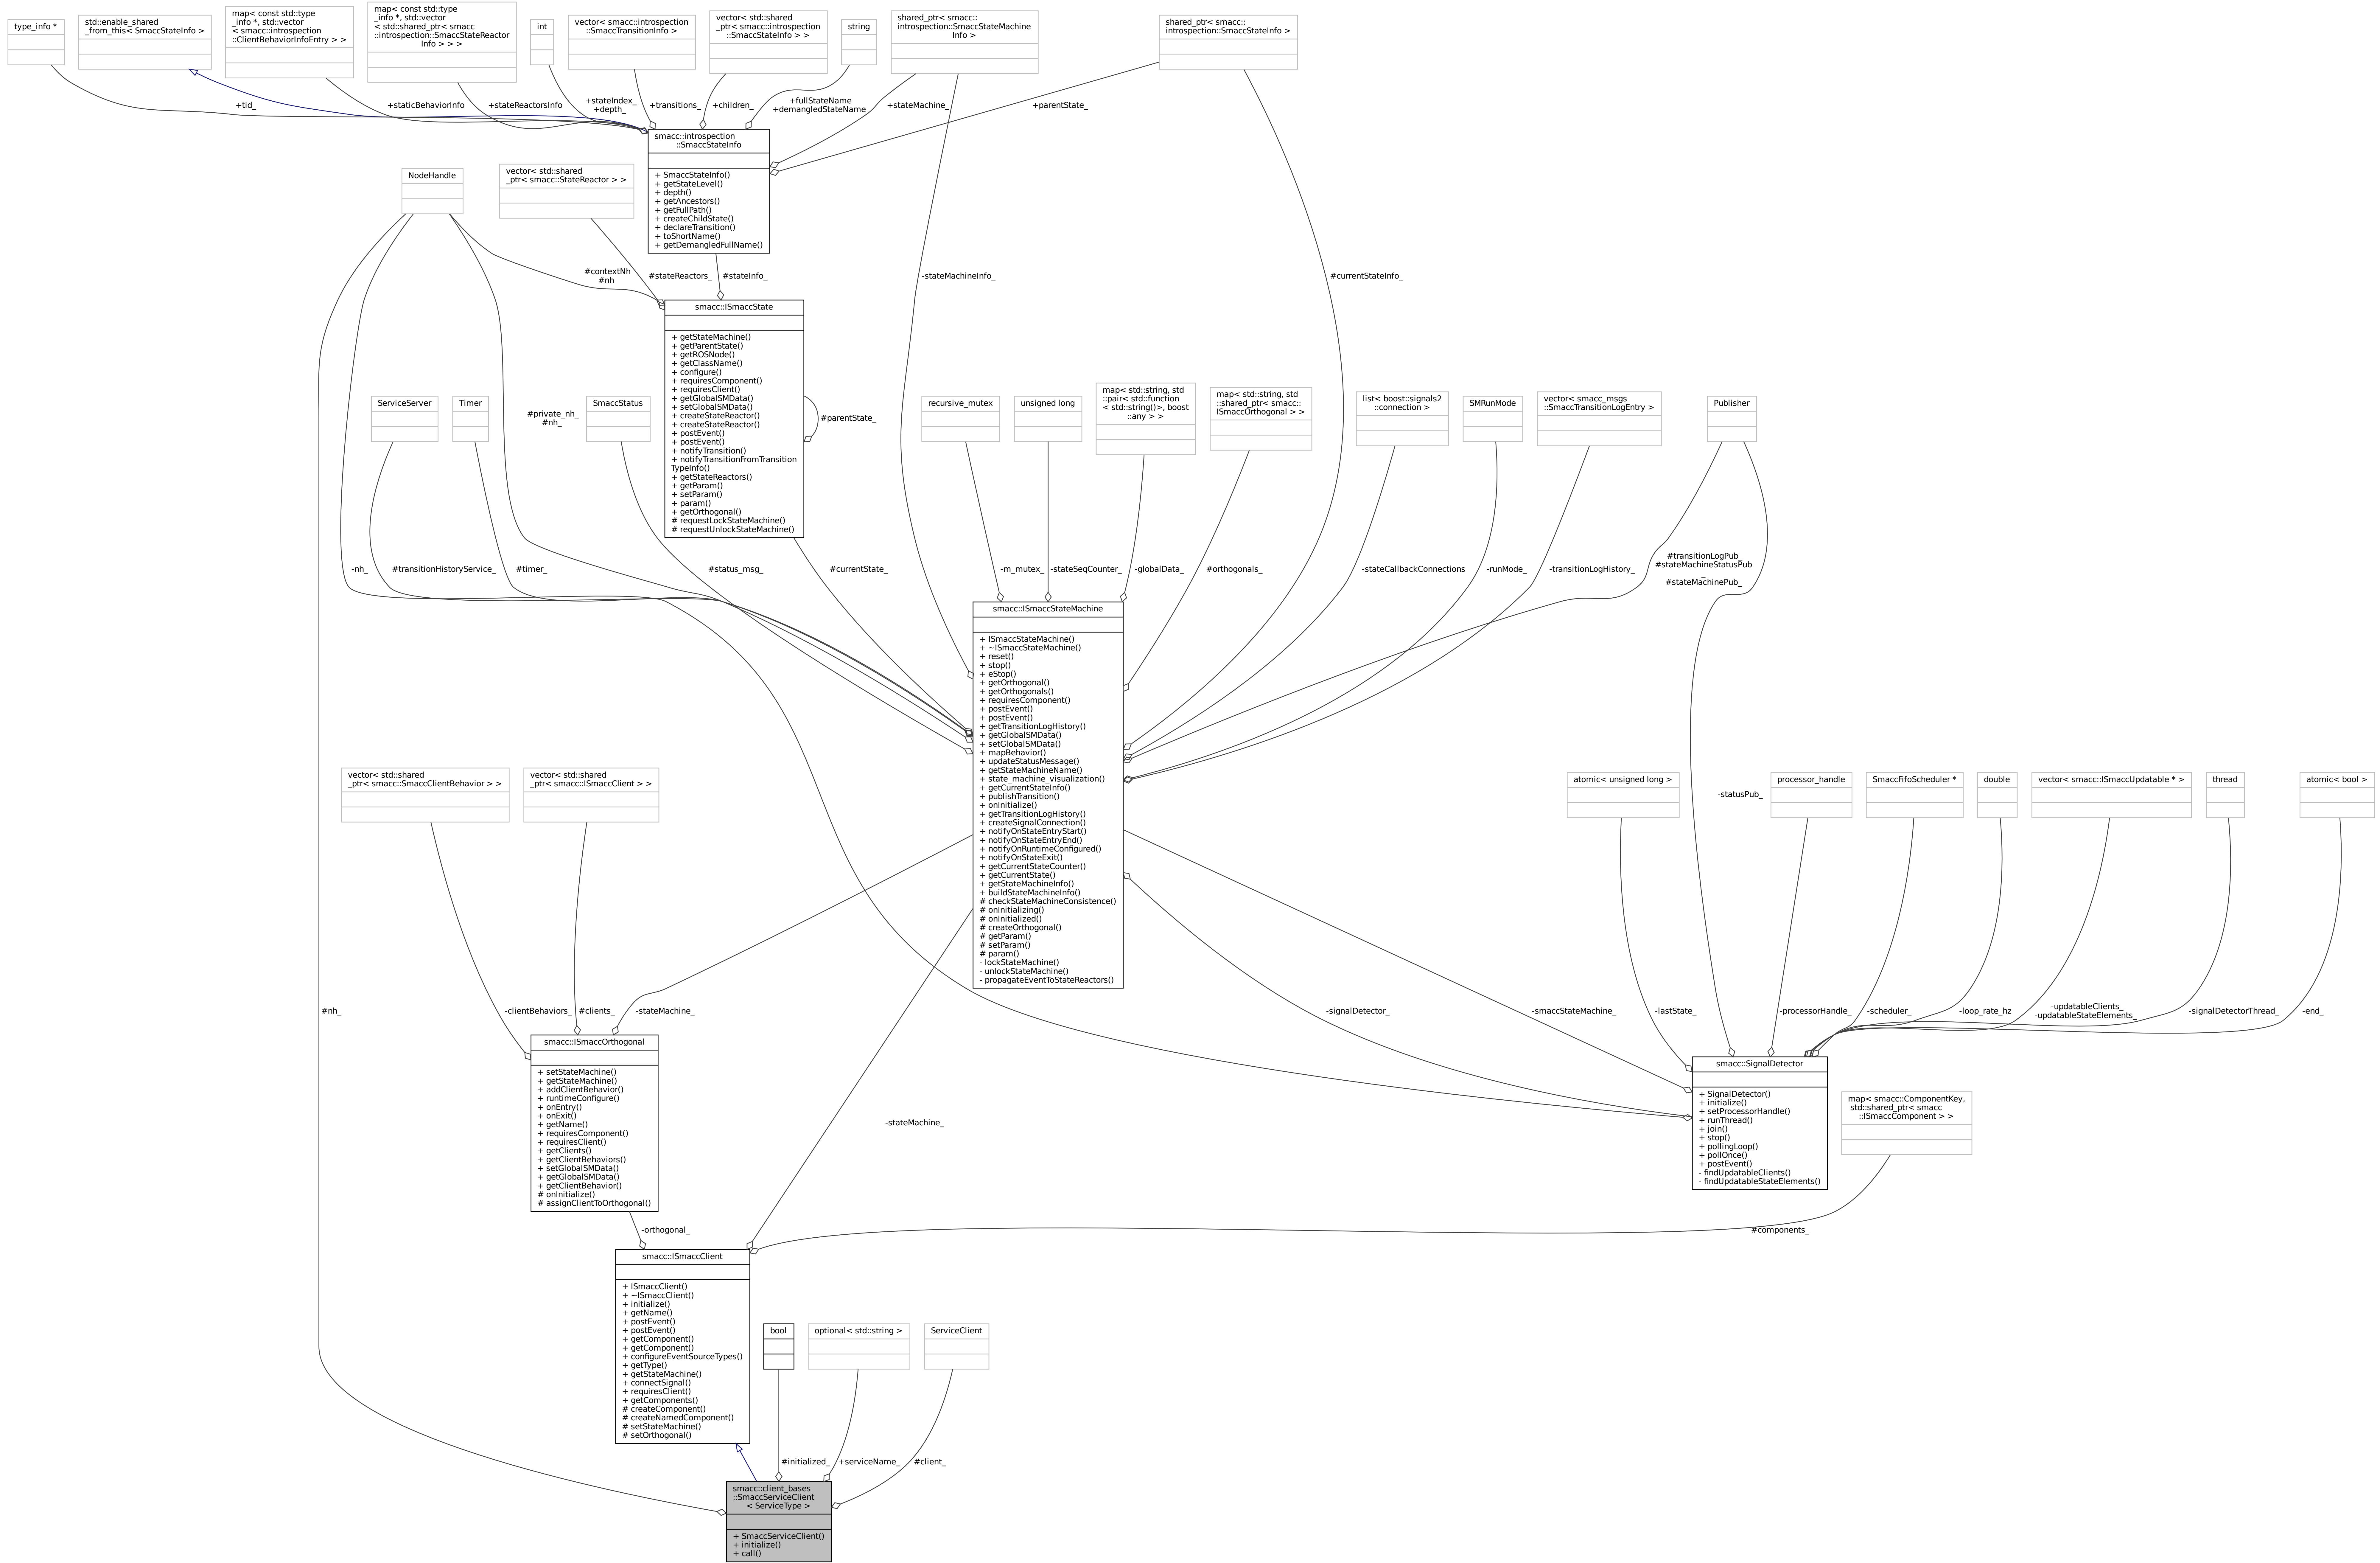 type_info *
std::enable_shared
_from_this< SmaccStateInfo >
map< const std::type
_info *, std::vector
< smacc::introspection
::ClientBehaviorInfoEntry > >
map< const std::type
_info *, std::vector
< std::shared_ptr< smacc
::introspection::SmaccStateReactor
Info > > >
int
vector< smacc::introspection
::SmaccTransitionInfo >
vector< std::shared
_ptr< smacc::introspection
::SmaccStateInfo > >
string
shared_ptr< smacc::
introspection::SmaccStateMachine
Info >
shared_ptr< smacc::
introspection::SmaccStateInfo >
+tid_
+staticBehaviorInfo
+stateReactorsInfo
+stateIndex_
+depth_
+transitions_
+children_
+fullStateName
+demangledStateName
+stateMachine_
+parentState_
smacc::introspection
::SmaccStateInfo
+ SmaccStateInfo()
+ getStateLevel()
+ depth()
+ getAncestors()
+ getFullPath()
+ createChildState()
+ declareTransition()
+ toShortName()
+ getDemangledFullName()
NodeHandle
vector< std::shared
_ptr< smacc::StateReactor > >
#contextNh
#nh
#stateReactors_
#stateInfo_
-stateMachineInfo_
#currentStateInfo_
smacc::ISmaccState
+ getStateMachine()
+ getParentState()
+ getROSNode()
+ getClassName()
+ configure()
+ requiresComponent()
+ requiresClient()
+ getGlobalSMData()
+ setGlobalSMData()
+ createStateReactor()
+ createStateReactor()
+ postEvent()
+ postEvent()
+ notifyTransition()
+ notifyTransitionFromTransition
TypeInfo()
+ getStateReactors()
+ getParam()
+ setParam()
+ param()
+ getOrthogonal()
# requestLockStateMachine()
# requestUnlockStateMachine()
#parentState_
ServiceServer
Timer
#private_nh_
#nh_
SmaccStatus
recursive_mutex
unsigned long
map< std::string, std
::pair< std::function
< std::string()>, boost
::any > >
map< std::string, std
::shared_ptr< smacc::
ISmaccOrthogonal > >
list< boost::signals2
::connection >
SMRunMode
vector< smacc_msgs
::SmaccTransitionLogEntry >
Publisher
-nh_
#transitionHistoryService_
#timer_
#status_msg_
#currentState_
-m_mutex_
-stateSeqCounter_
-globalData_
#orthogonals_
-stateCallbackConnections
-runMode_
-transitionLogHistory_
#transitionLogPub_
#stateMachineStatusPub
_
#stateMachinePub_
smacc::ISmaccStateMachine
+ ISmaccStateMachine()
+ ~ISmaccStateMachine()
+ reset()
+ stop()
+ eStop()
+ getOrthogonal()
+ getOrthogonals()
+ requiresComponent()
+ postEvent()
+ postEvent()
+ getTransitionLogHistory()
+ getGlobalSMData()
+ setGlobalSMData()
+ mapBehavior()
+ updateStatusMessage()
+ getStateMachineName()
+ state_machine_visualization()
+ getCurrentStateInfo()
+ publishTransition()
+ onInitialize()
+ getTransitionLogHistory()
+ createSignalConnection()
+ notifyOnStateEntryStart()
+ notifyOnStateEntryEnd()
+ notifyOnRuntimeConfigured()
+ notifyOnStateExit()
+ getCurrentStateCounter()
+ getCurrentState()
+ getStateMachineInfo()
+ buildStateMachineInfo()
# checkStateMachineConsistence()
# onInitializing()
# onInitialized()
# createOrthogonal()
# getParam()
# setParam()
# param()
- lockStateMachine()
- unlockStateMachine()
- propagateEventToStateReactors()
vector< std::shared
_ptr< smacc::SmaccClientBehavior > >
vector< std::shared
_ptr< smacc::ISmaccClient > >
atomic< unsigned long >
-statusPub_
processor_handle
SmaccFifoScheduler *
double
vector< smacc::ISmaccUpdatable * >
thread
atomic< bool >
#nh_
-clientBehaviors_
#clients_
-stateMachine_
-signalDetector_
-smaccStateMachine_
-lastState_
-processorHandle_
-scheduler_
-loop_rate_hz
-updatableClients_
-updatableStateElements_
-signalDetectorThread_
-end_
smacc::ISmaccOrthogonal
+ setStateMachine()
+ getStateMachine()
+ addClientBehavior()
+ runtimeConfigure()
+ onEntry()
+ onExit()
+ getName()
+ requiresComponent()
+ requiresClient()
+ getClients()
+ getClientBehaviors()
+ setGlobalSMData()
+ getGlobalSMData()
+ getClientBehavior()
# onInitialize()
# assignClientToOrthogonal()
smacc::SignalDetector
+ SignalDetector()
+ initialize()
+ setProcessorHandle()
+ runThread()
+ join()
+ stop()
+ pollingLoop()
+ pollOnce()
+ postEvent()
- findUpdatableClients()
- findUpdatableStateElements()
map< smacc::ComponentKey,
std::shared_ptr< smacc
::ISmaccComponent > >
-stateMachine_
-orthogonal_
#components_
smacc::ISmaccClient
+ ISmaccClient()
+ ~ISmaccClient()
+ initialize()
+ getName()
+ postEvent()
+ postEvent()
+ getComponent()
+ getComponent()
+ configureEventSourceTypes()
+ getType()
+ getStateMachine()
+ connectSignal()
+ requiresClient()
+ getComponents()
# createComponent()
# createNamedComponent()
# setStateMachine()
# setOrthogonal()
bool
optional< std::string >
ServiceClient
#initialized_
+serviceName_
#client_
smacc::client_bases
::SmaccServiceClient
< ServiceType >
+ SmaccServiceClient()
+ initialize()
+ call()